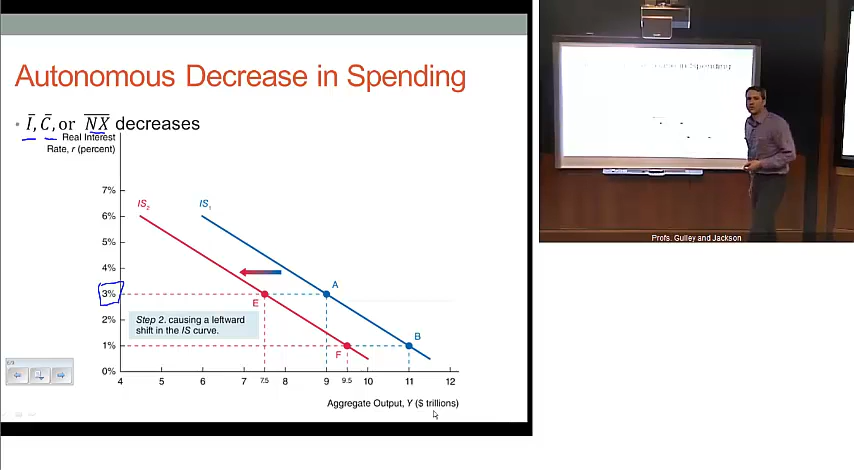 Autonomous Decrease in Spending
• Ī, C̄, or N̄X̄ decreases
Real Interest
Rate, r (percent)
7%
6%
5%
4%
3%
2%
1%
0%
IS₂
IS₁
A
E
B
F
Step 2. causing a leftward
shift in the IS curve.
4 5 6 7 7.5 8 9 9.5 10 11 12
Aggregate Output, Y ($ trillions)
Profs. Gulley and Jackson